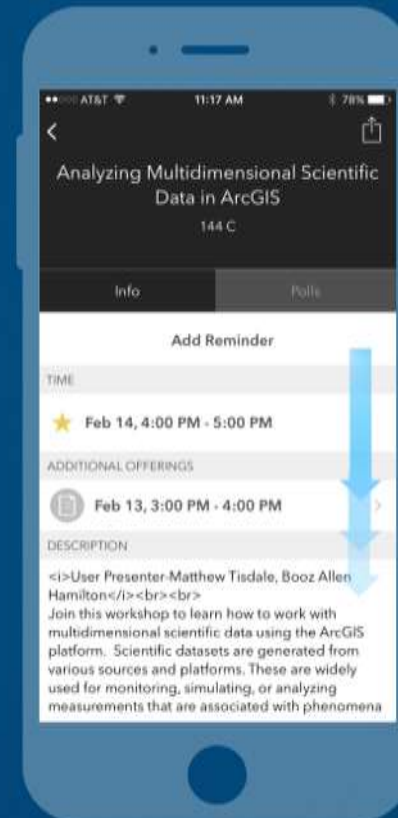 AT&T 11:17 AM 78%
Analyzing Multidimensional Scientific
Data in ArcGIS
144 C
Info Polls
Add Reminder
TIME
Feb 14, 4:00 PM - 5:00 PM
ADDITIONAL OFFERINGS
Feb 13, 3:00 PM - 4:00 PM
DESCRIPTION
<i>User Presenter-Matthew Tisdale, Booz Allen
Hamilton</i><br><br>
Join this workshop to learn how to work with
multidimensional scientific data using the ArcGIS
platform. Scientific datasets are generated from
various sources and platforms. These are widely
used for monitoring, simulating, or analyzing
measurements that are associated with phenomena